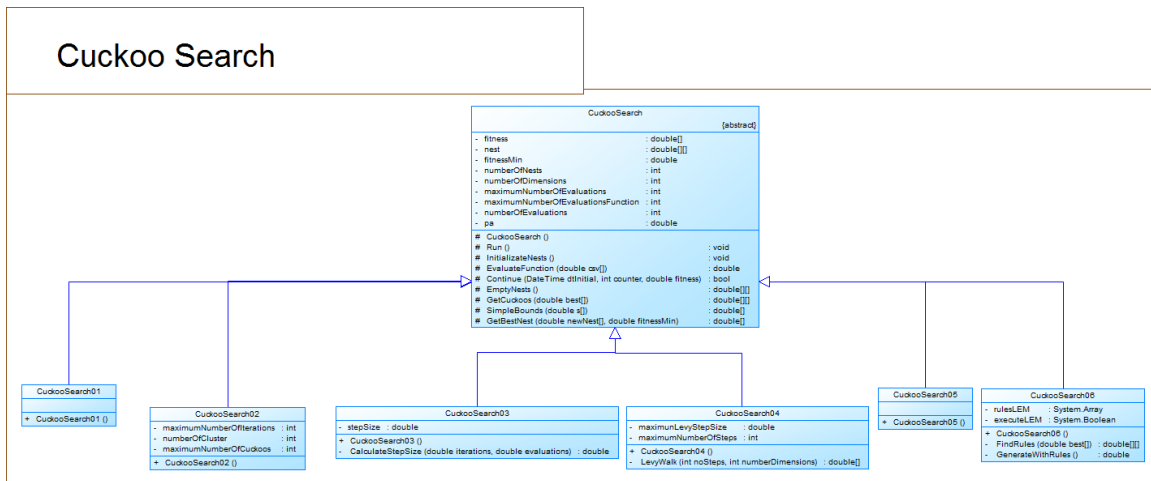 Cuckoo Search
CuckooSearch
{abstract}
- fitness : double[]
- nest : double[][]
- fitnessMin : double
- numberOfNests : int
- numberOfDimensions : int
- maximumNumberOfEvaluations : int
- maximumNumberOfEvaluationsFunction : int
- numberOfEvaluations : int
- pa : double
# CuckooSearch ()
# Run () : void
# InitializateNests () : void
# EvaluateFunction (double csv[]) : double
# Continue (DateTime dtInitial, int counter, double fitness) : bool
# EmptyNests () : double[][]
# GetCuckoos (double best[]) : double[][]
# SimpleBounds (double s[]) : double[]
# GetBestNest (double newNest[], double fitnessMin) : double[]
CuckooSearch01
+ CuckooSearch01 ()
CuckooSearch02
- maximumNumberOfIterations : int
- numberOfCluster : int
- maximumNumberOfCuckoos : int
+ CuckooSearch02 ()
CuckooSearch03
- stepSize : double
+ CuckooSearch03 ()
- CalculateStepSize (double iterations, double evaluations) : double
CuckooSearch04
- maximunLevyStepSize : double
- maximumNumberOfSteps : int
+ CuckooSearch04 ()
- LevyWalk (int noSteps, int numberDimensions) : double[]
CuckooSearch05
+ CuckooSearch05 ()
CuckooSearch06
- rulesLEM : System.Array
- executeLEM : System.Boolean
+ CuckooSearch06 ()
- FindRules (double best[]) : double[][]
- GenerateWithRules () : double